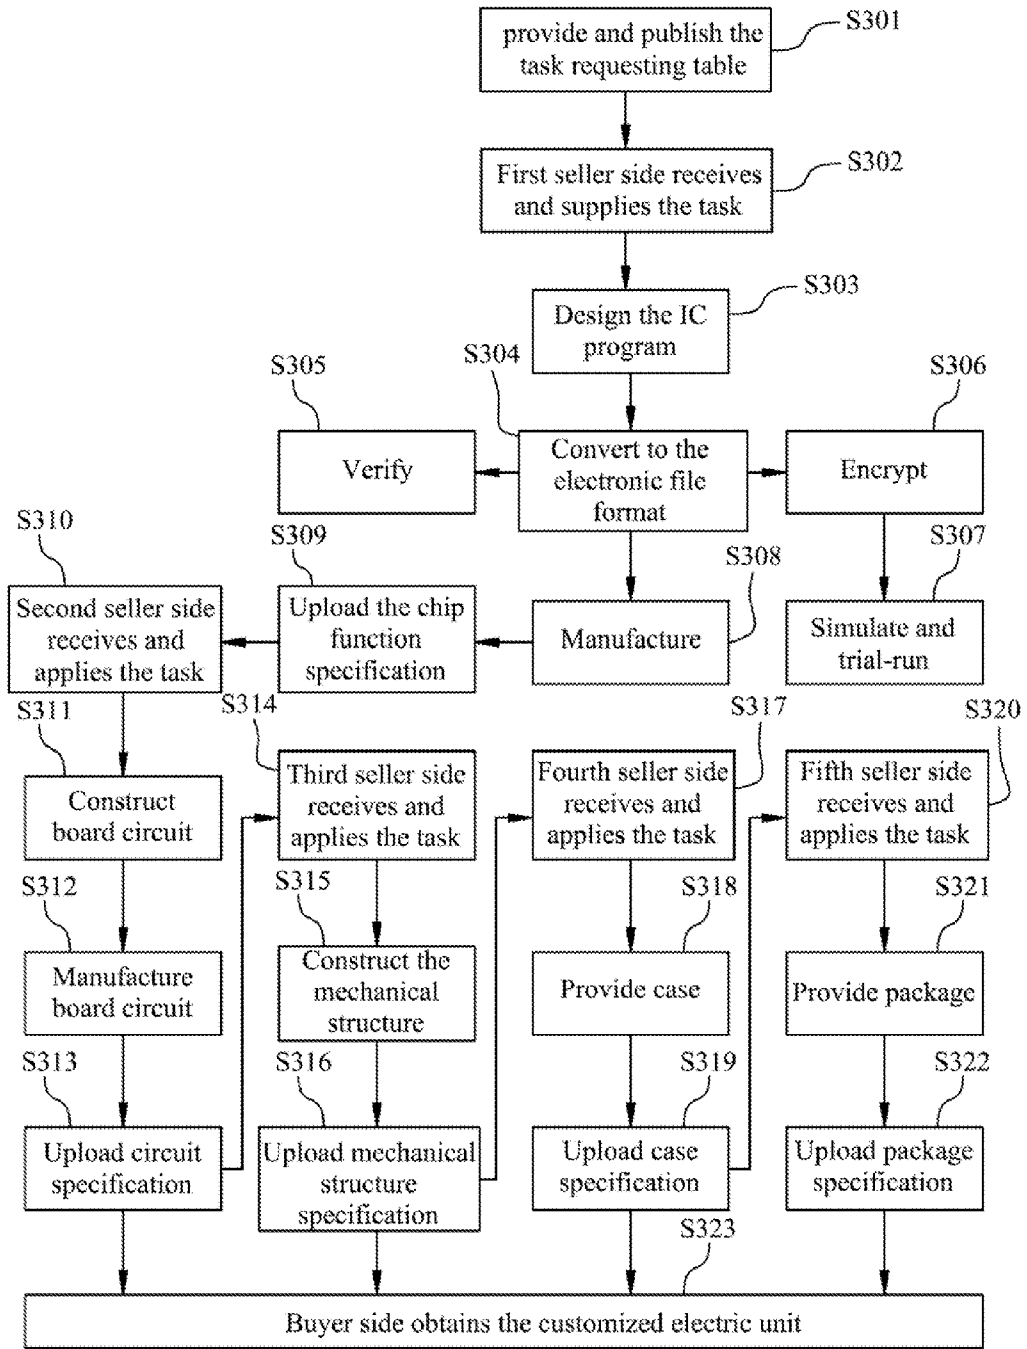 provide and publish the
task requesting table
S301
First seller side receives
and supplies the task
S302
Design the IC
program
S303
S304
Convert to the
electronic file
format
S305
Verify
S306
Encrypt
S307
Simulate and
trial-run
S308
Manufacture
S309
Upload the chip
function
specification
S310
Second seller side
receives and
applies the task
S311
Construct
board circuit
S312
Manufacture
board circuit
S313
Upload circuit
specification
S314
Third seller side
receives and
applies the task
S315
Construct the
mechanical
structure
S316
Upload mechanical
structure
specification
S317
Fourth seller side
receives and
applies the task
S318
Provide case
S319
Upload case
specification
S320
Fifth seller side
receives and
applies the task
S321
Provide package
S322
Upload package
specification
S323
Buyer side obtains the customized electric unit